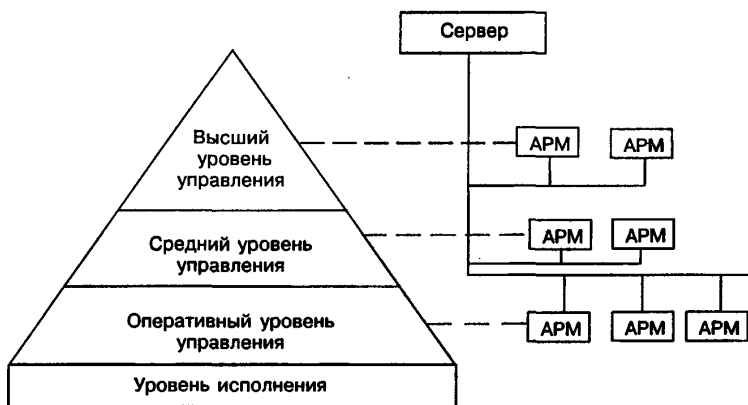 Сервер
Высший
уровень
управления
АРМ АРМ
Средний уровень
управления
АРМ АРМ
Оперативный уровень
управления
АРМ АРМ АРМ
Уровень исполнения